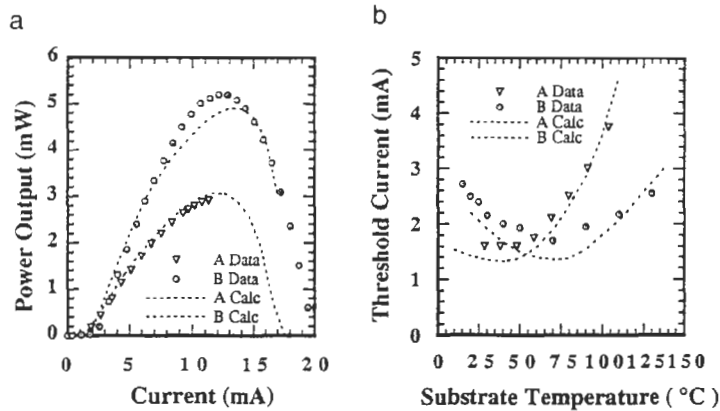 a
6
5
4
3
2
1
0
Power Output (mW)
A Data
B Data
A Calc
B Calc
0 5 10 15 20
Current (mA)
b
5
4
3
2
1
0
Threshold Current (mA)
A Data
B Data
A Calc
B Calc
0 25 50 75 100 125 150
Substrate Temperature ( °C)